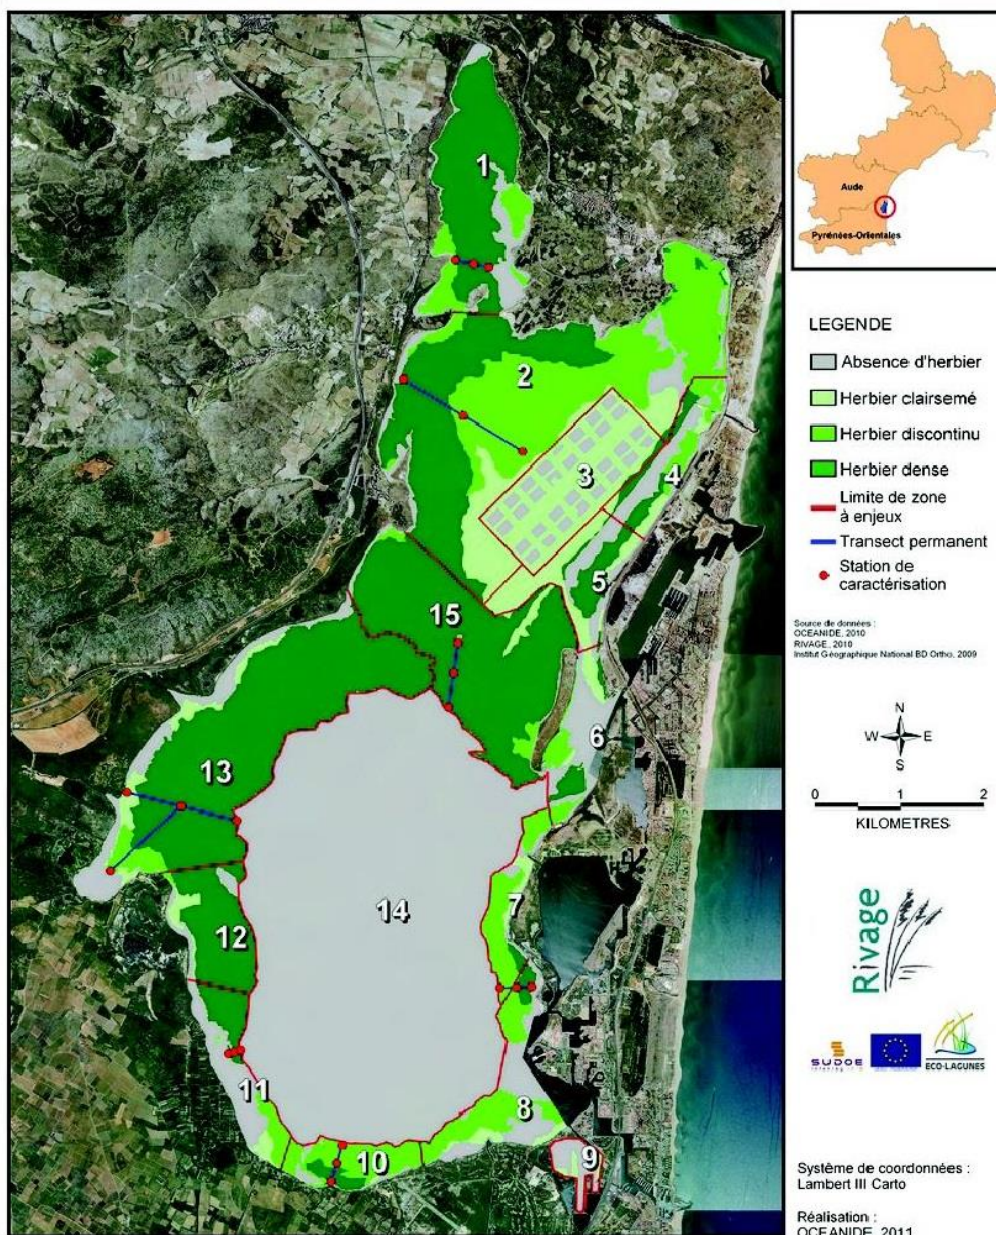 1
2
3
4
5
15
6
13
14
7
12
11
8
10
9
Aude
Pyrénées-Orientales
LEGENDE
Absence d'herbier
Herbier clairsemé
Herbier discontinu
Herbier dense
Limite de zone
à enjeux
Transect permanent
Station de
caractérisation
Source de données :
OCEANIDE, 2010
RIVAGE, 2010
Institut Géographique National BD Ortho, 2009
N
W E
S
0 1 2
KILOMETRES
Rivage
SUDOE
ECO-LAGUNES
Système de coordonnées :
Lambert III Carto
Réalisation :
OCEANIDE, 2011